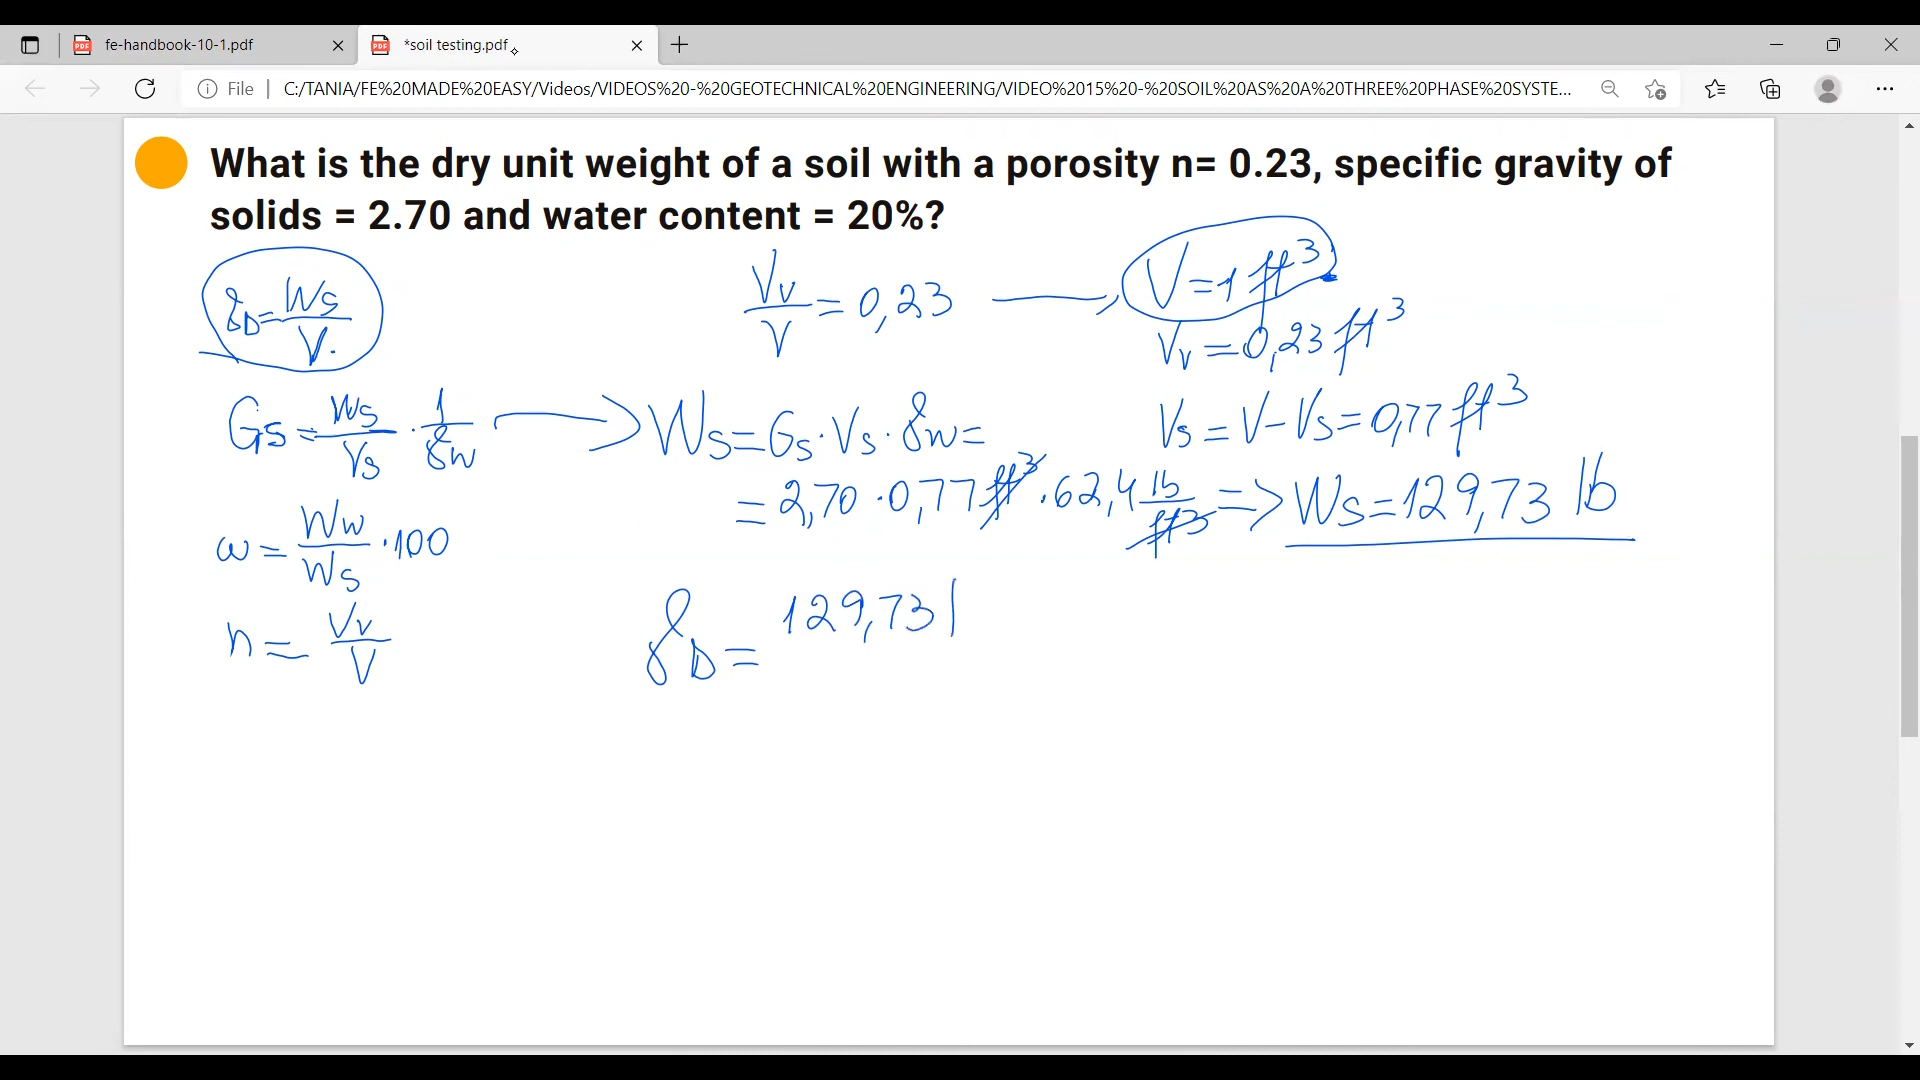 fe-handbook-10-1.pdf
*soil testing.pdf
File
C:/TANIA/FE%20MADE%20EASY/Videos/VIDEOS%20-%20GEOTECHNICAL%20ENGINEERING/VIDEO%2015%20-%20SOIL%20AS%20A%20THREE%20PHASE%20SYSTE...
What is the dry unit weight of a soil with a porosity n= 0.23, specific gravity of
solids = 2.70 and water content = 20%?
γD = Ws/V
Vv/V = 0,23 → V = 1 ft³
Vv = 0,23 ft³
Gs = Ws/Vs · 1/γw → Ws = Gs · Vs · γw =
Vs = V - Vs = 0,77 ft³
= 2,70 · 0,77 ft³ · 62,4 lb/ft³ => Ws = 129,73 lb
ω = Ww/Ws · 100
n = Vv/V
γD = 129,73 l